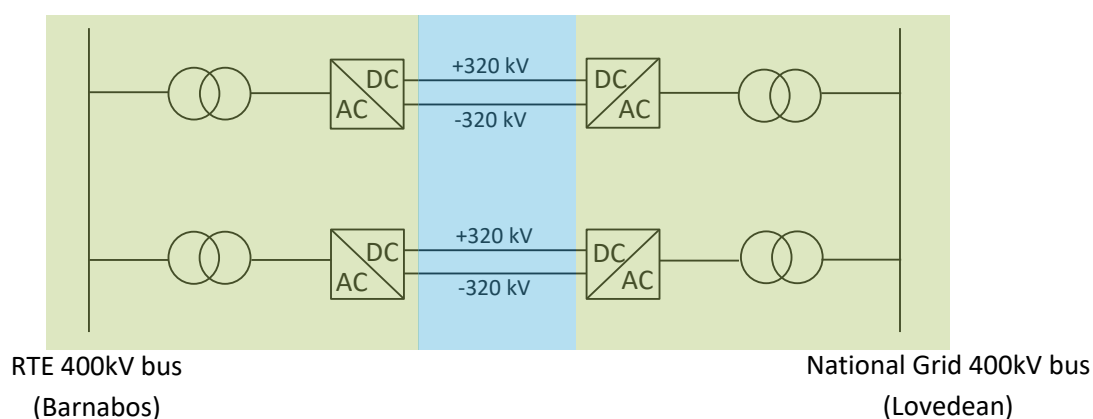 +320 kV
DC DC
AC AC
-320 kV
+320 kV
DC DC
AC AC
-320 kV
RTE 400kV bus
(Barnabos)
National Grid 400kV bus
(Lovedean)